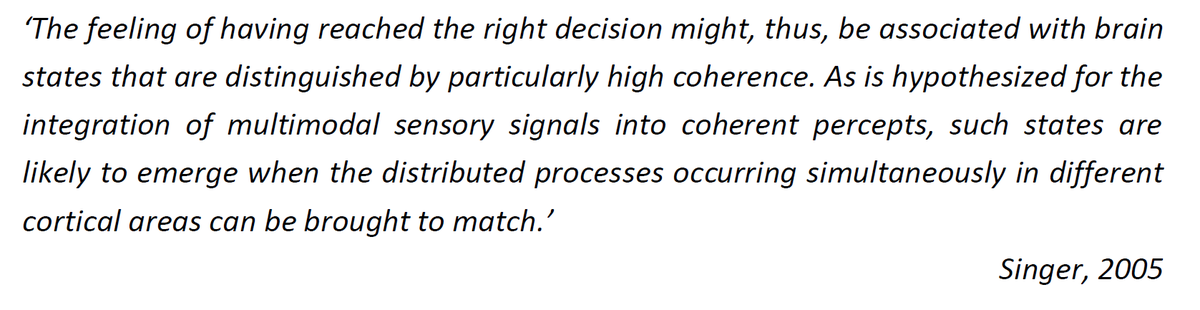 ‘The feeling of having reached the right decision might, thus, be associated with brain
states that are distinguished by particularly high coherence. As is hypothesized for the
integration of multimodal sensory signals into coherent percepts, such states are
likely to emerge when the distributed processes occurring simultaneously in different
cortical areas can be brought to match.’
Singer, 2005